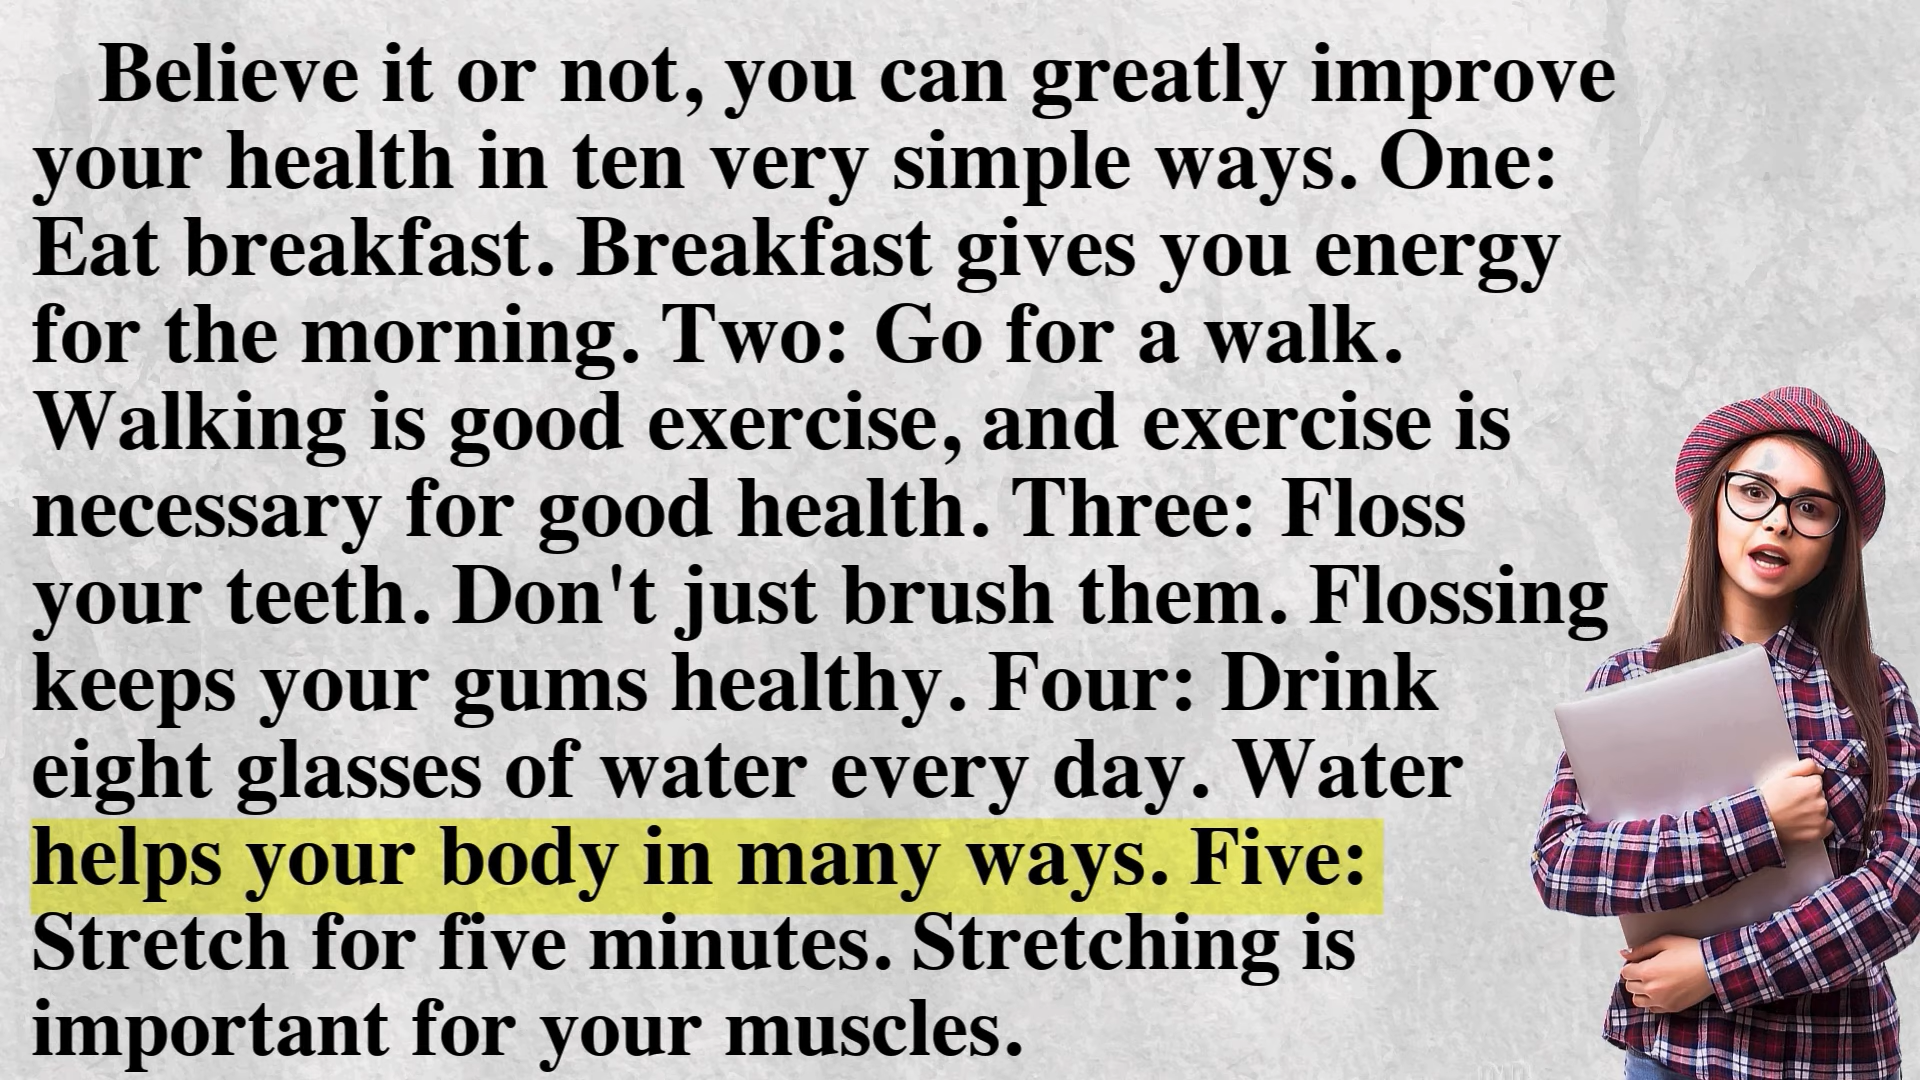 Believe it or not, you can greatly improve
your health in ten very simple ways. One:
Eat breakfast. Breakfast gives you energy
for the morning. Two: Go for a walk.
Walking is good exercise, and exercise is
necessary for good health. Three: Floss
your teeth. Don't just brush them. Flossing
keeps your gums healthy. Four: Drink
eight glasses of water every day. Water
helps your body in many ways. Five:
Stretch for five minutes. Stretching is
important for your muscles.